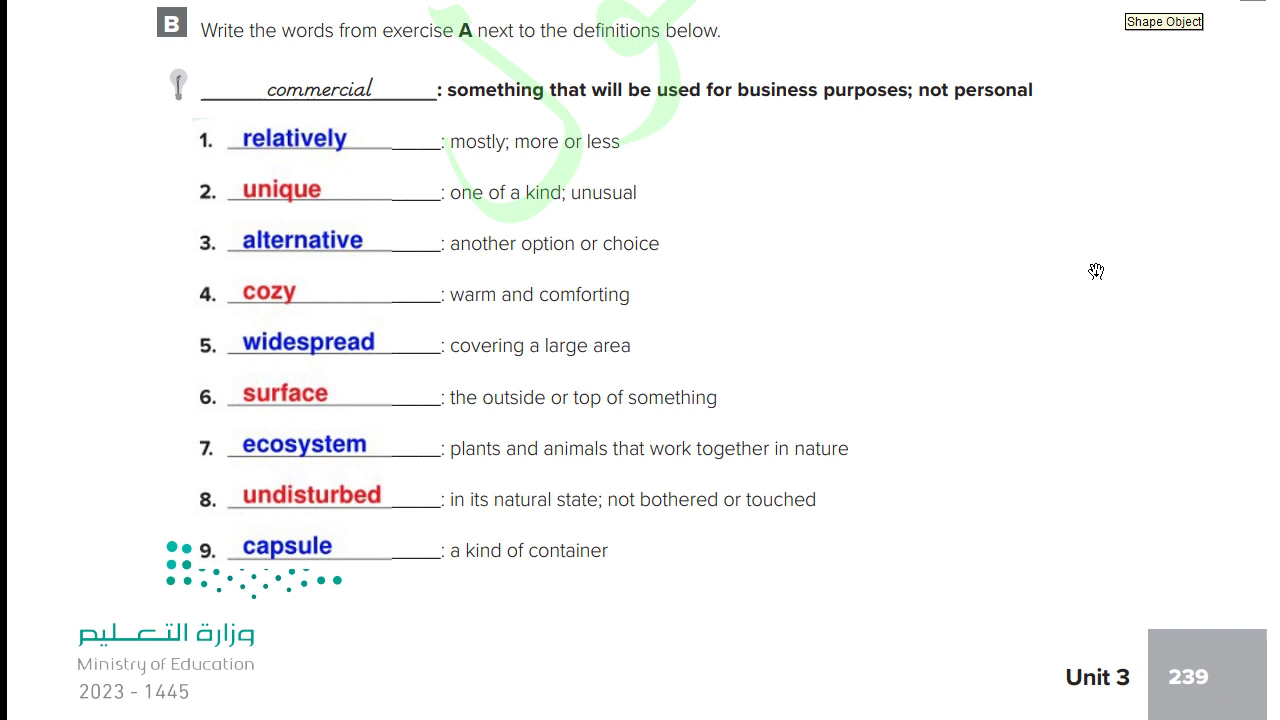 B Write the words from exercise A next to the definitions below.
Shape Object
commercial : something that will be used for business purposes; not personal
1. relatively : mostly; more or less
2. unique : one of a kind; unusual
3. alternative : another option or choice
4. cozy : warm and comforting
5. widespread : covering a large area
6. surface : the outside or top of something
7. ecosystem : plants and animals that work together in nature
8. undisturbed : in its natural state; not bothered or touched
9. capsule : a kind of container
وزارة التعليم
Ministry of Education
2023 - 1445
Unit 3 239